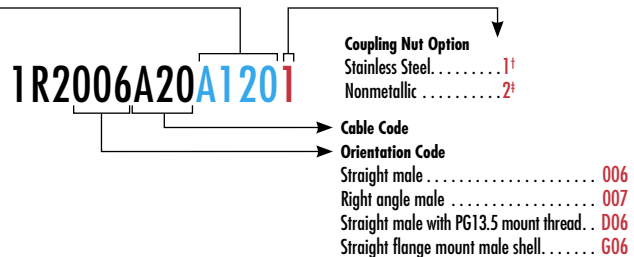 Coupling Nut Option
Stainless Steel. . . . . . . . . 1†
Nonmetallic . . . . . . . . . . 2‡
1R2006A20A1201
Cable Code
Orientation Code
Straight male . . . . . . . . . . . . . . . . . . . . . 006
Right angle male . . . . . . . . . . . . . . . . . 007
Straight male with PG13.5 mount thread. . D06
Straight flange mount male shell. . . . . . . G06